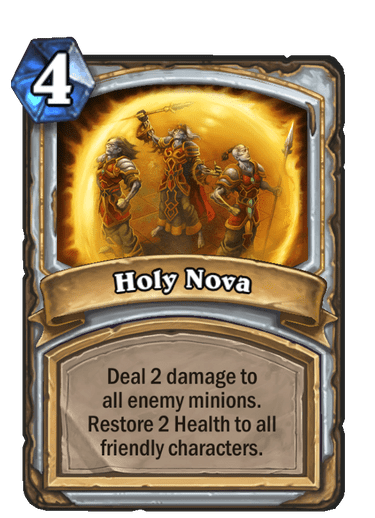 4
Holy Nova
Deal 2 damage to
all enemy minions.
Restore 2 Health to all
friendly characters.